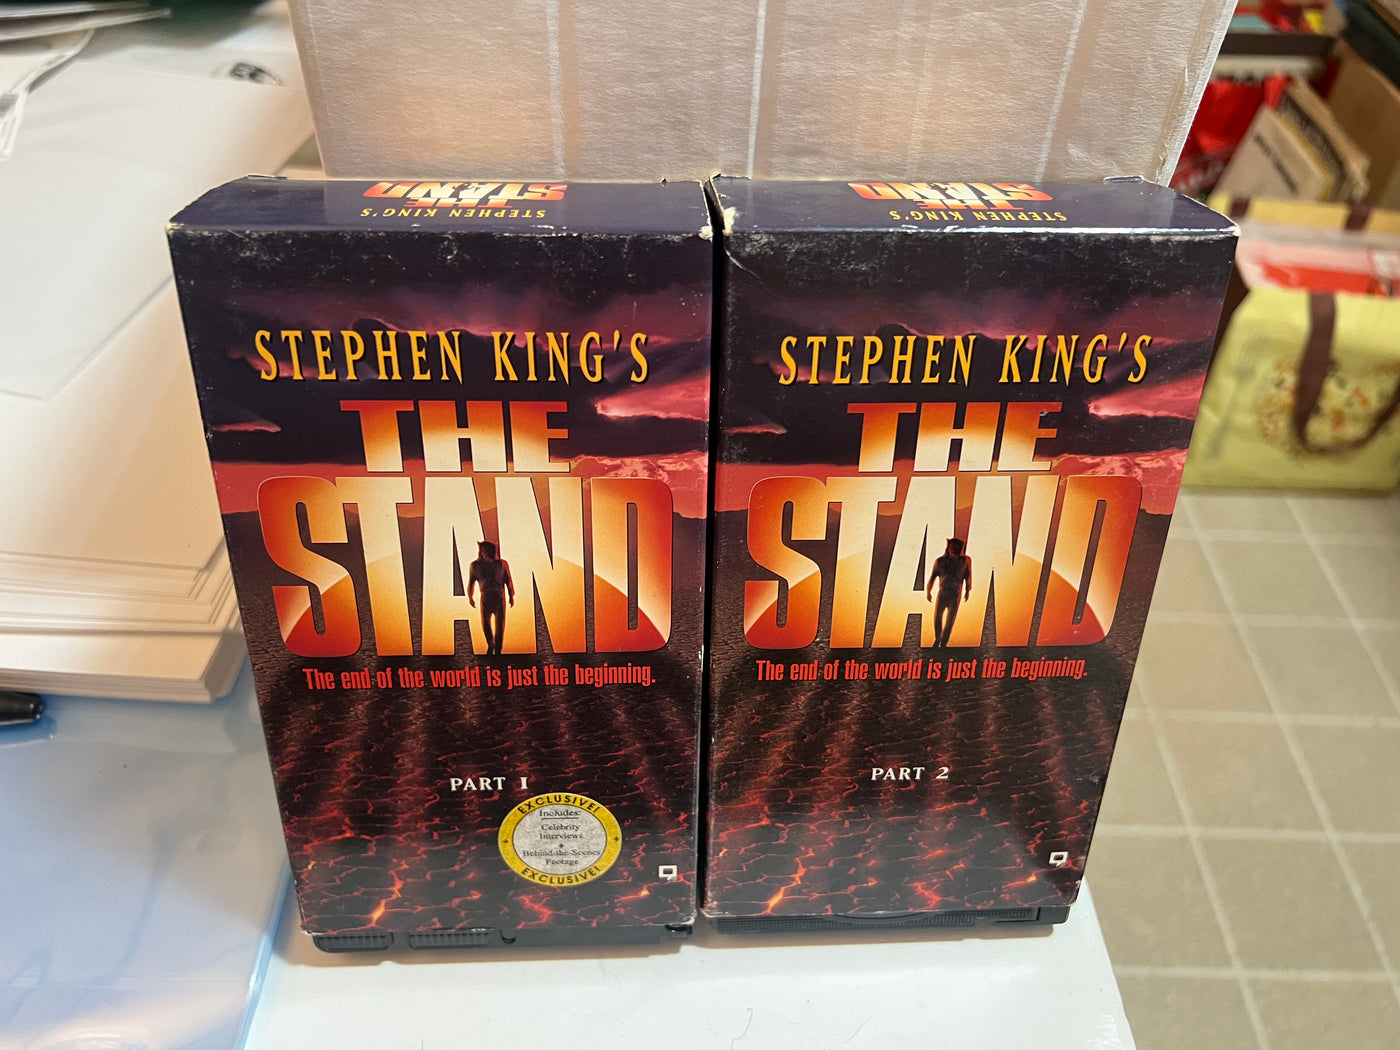 THE
STAND
STEPHEN KING'S
STEPHEN KING'S
THE
STAND
The end of the world is just the beginning.
PART 1
EXCLUSIVE!
Includes:
Celebrity
Interviews
Behind-the-Scenes
Footage
EXCLUSIVE!
THE
STAND
STEPHEN KING'S
STEPHEN KING'S
THE
STAND
The end of the world is just the beginning.
PART 2